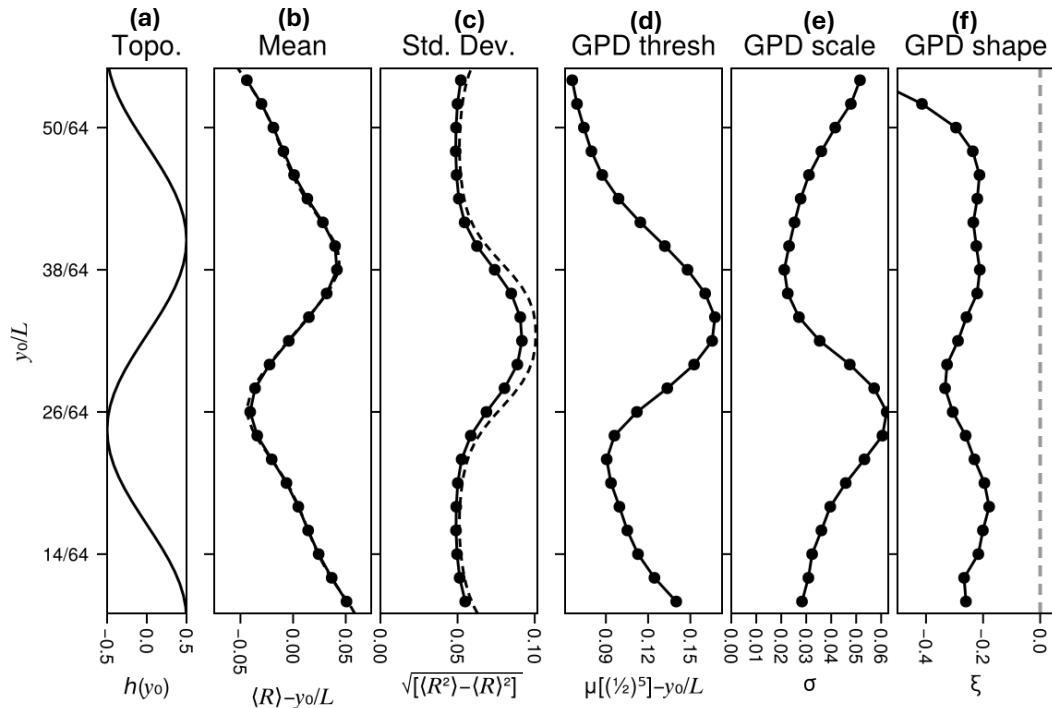 (a) (b) (c) (d) (e) (f)
Topo. Mean Std. Dev. GPD thresh GPD scale GPD shape
y₀/L
50/64
38/64
26/64
14/64
-0.5 0.0 0.5 -0.05 0.00 0.05 0.00 0.05 0.10 0.09 0.12 0.15 0.00 0.01 0.02 0.03 0.04 0.05 0.06 -0.4 -0.2 0.0
h(y₀) ⟨R⟩-y₀/L √[⟨R²⟩-⟨R⟩²] μ[(½)⁵]-y₀/L σ ξ